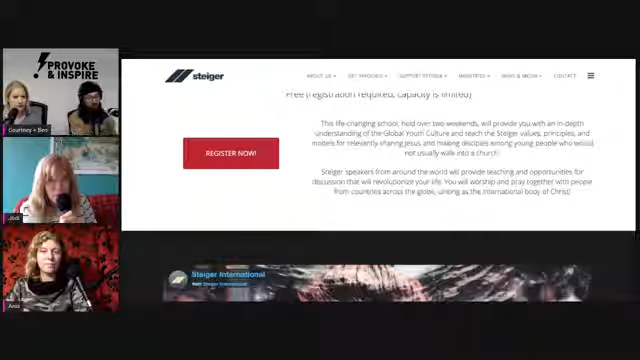 PROVOKE
& INSPIRE
Courtney + Ben
Jodi
Ania
steiger
ABOUT US
GET INVOLVED
SUPPORT STEIGER
MINISTRIES
NEWS & MEDIA
CONTACT
Free (registration required, capacity is limited)
REGISTER NOW!
This life-changing school, held over two weekends, will provide you with an in-depth
understanding of the Global Youth Culture and teach the Steiger values, principles, and
models for relevantly sharing Jesus and making disciples among young people who would
not usually walk into a church.
Steiger speakers from around the world will provide teaching and opportunities for
discussion that will revolutionize your life. You will worship and pray together with people
from countries across the globe, uniting as the International body of Christ!
Steiger International
from Steiger International